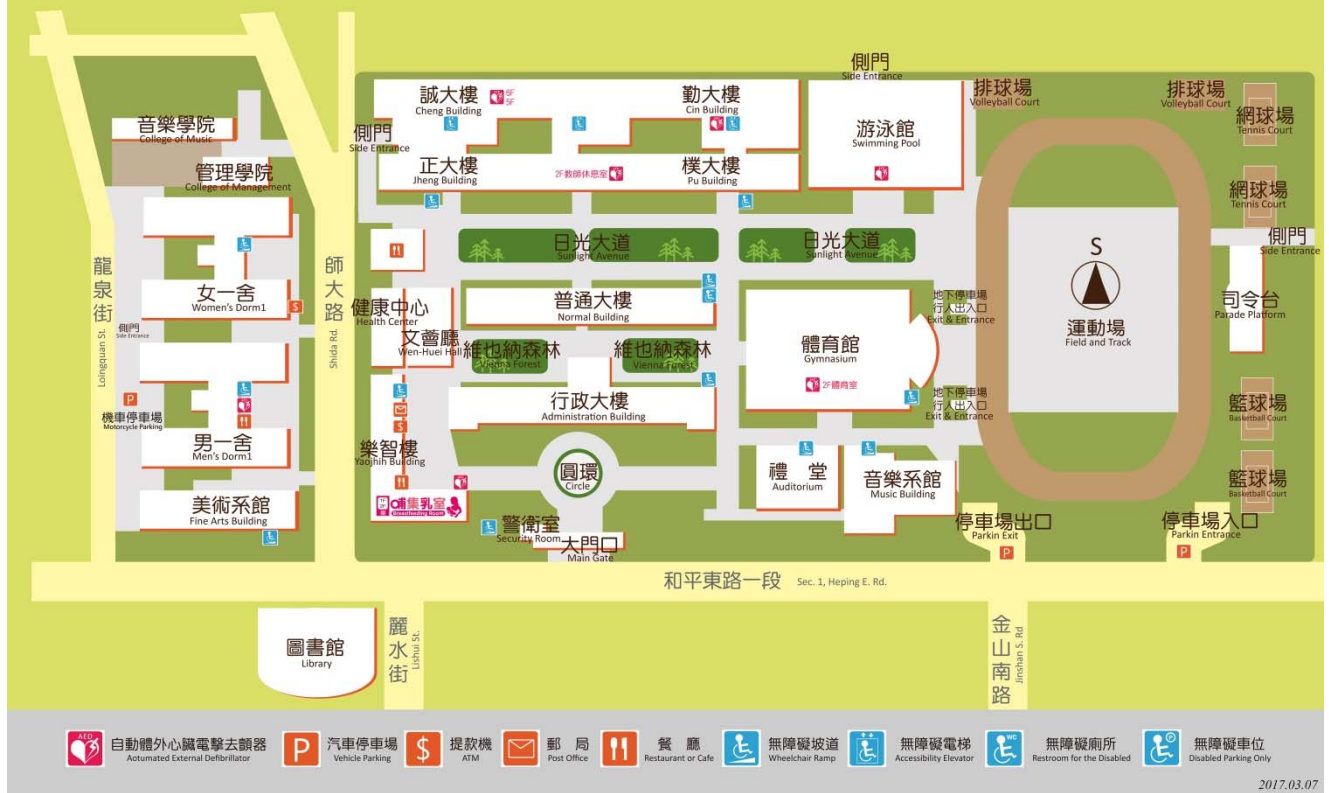 側門
Side Entrance
排球場
Volleyball Court
排球場
Volleyball Court
誠大樓
Cheng Building
6F
5F
勤大樓
Cin Building
網球場
Tennis Court
音樂學院
College of Music
側門
Side Entrance
游泳館
Swimming Pool
管理學院
College of Management
正大樓
Jheng Building
2F教師休息室
樸大樓
Pu Building
網球場
Tennis Court
日光大道
Sunlight Avenue
日光大道
Sunlight Avenue
側門
Side Entrance
S
龍泉街
Loingquan St.
師大路
Shida Rd.
女一舍
Women's Dorm1
$
健康中心
Health Center
普通大樓
Normal Building
地下停車場
行人出入口
Exit & Entrance
司令台
Parade Platform
側門
Side Entrance
文薈廳
Wen-Huei Hall
維也納森林
Vienna Forest
維也納森林
Vienna Forest
體育館
Gymnasium
2F體育室
運動場
Field and Track
P
機車停車場
Motorcycle Parking
行政大樓
Administration Building
地下停車場
行人出入口
Exit & Entrance
籃球場
Basketball Court
$
男一舍
Men's Dorm1
樂智樓
Yaojhih Building
圓環
Circle
禮 堂
Auditorium
音樂系館
Music Building
籃球場
Basketball Court
美術系館
Fine Arts Building
哺集乳室
Breastfeeding Room
警衛室
Security Room
大門口
Main Gate
停車場出口
Parkin Exit
P
停車場入口
Parkin Entrance
P
和平東路一段 Sec. 1, Heping E. Rd.
圖書館
Library
麗水街
Lishui St.
金山南路
Jinshan S. Rd
AED
自動體外心臟電擊去顫器
Aotumated External Defibrillator
P
汽車停車場
Vehicle Parking
$
提款機
ATM
郵 局
Post Office
餐 廳
Restaurant or Cafe
無障礙坡道
Wheelchair Ramp
無障礙電梯
Accessibility Elevator
WC
無障礙廁所
Restroom for the Disabled
P
無障礙車位
Disabled Parking Only
2017.03.07